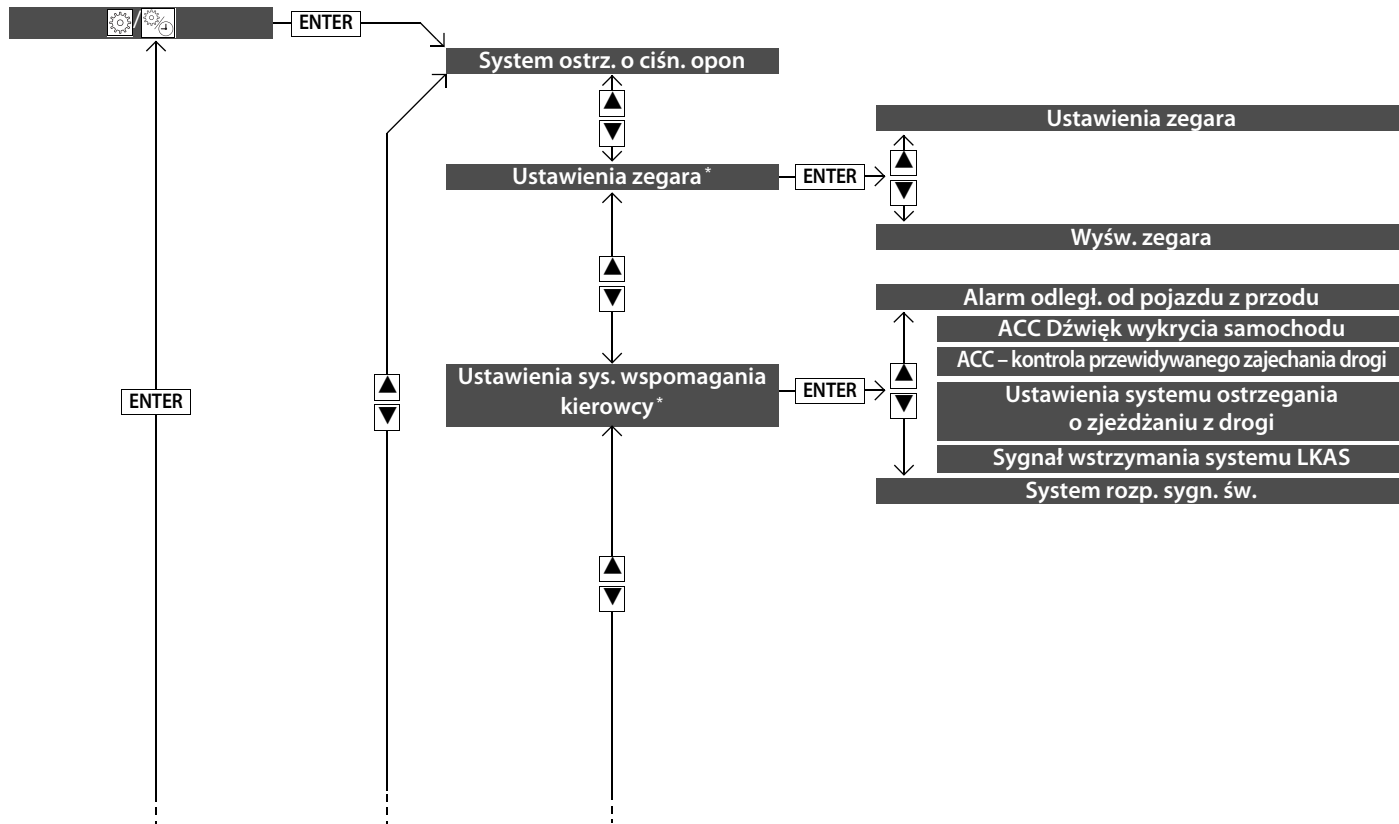 ENTER
System ostrz. o ciśn. opon
Ustawienia zegara
Ustawienia zegara*
ENTER
Wyśw. zegara
Alarm odległ. od pojazdu z przodu
ACC Dźwięk wykrycia samochodu
ACC – kontrola przewidywanego zajechania drogi
Ustawienia sys. wspomagania
kierowcy*
ENTER
Ustawienia systemu ostrzegania
o zjeżdżaniu z drogi
Sygnał wstrzymania systemu LKAS
System rozp. sygn. św.
ENTER